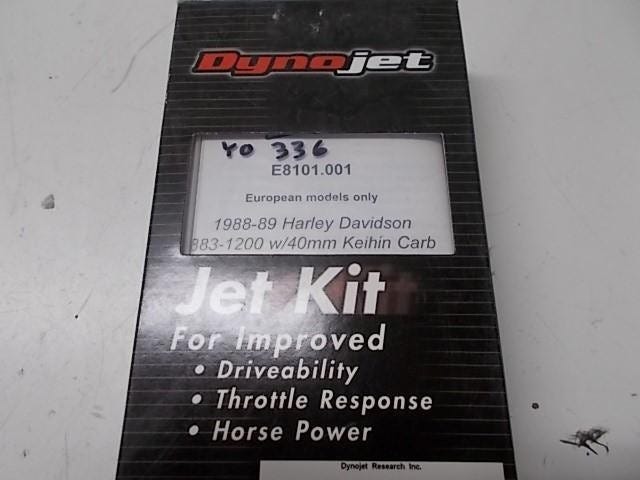 Dynojet
YO 336
E8101.001
European models only
1988-89 Harley Davidson
883-1200 w/40mm Keihin Carb
Jet Kit
For Improved
• Driveability
• Throttle Response
• Horse Power
Dynojet Research Inc.